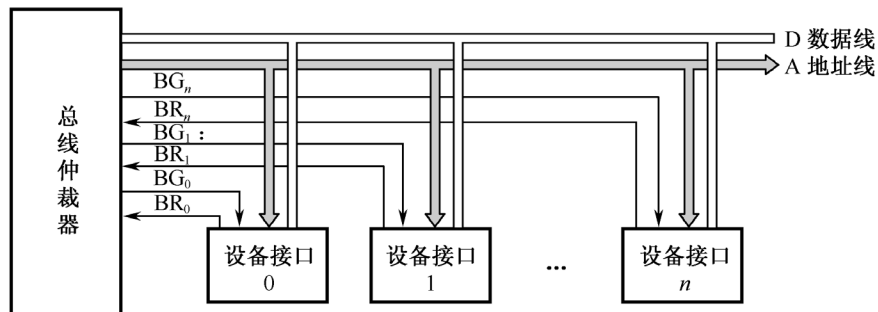 D 数据线
A 地址线
BGₙ
BRₙ
BG₁ :
BR₁
BG₀
BR₀
总线仲裁器
设备接口
0
设备接口
1
...
设备接口
n